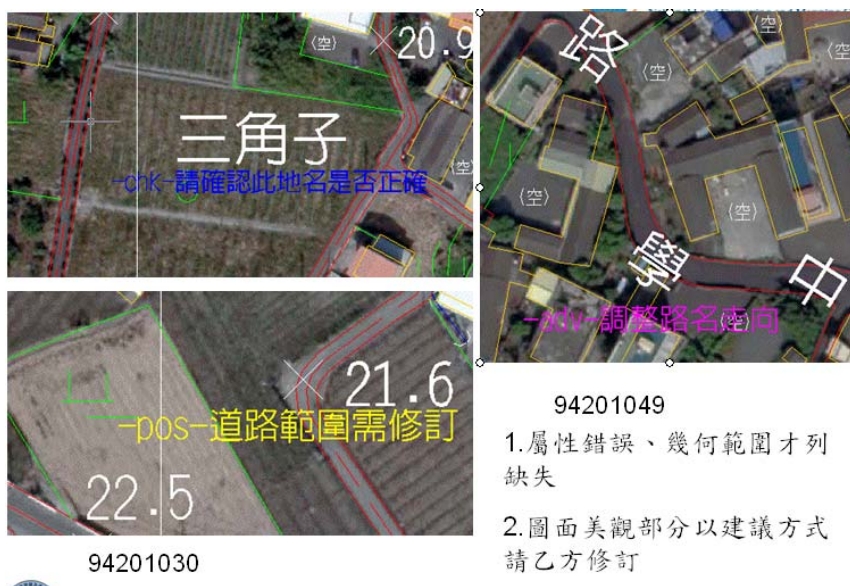 (空)
20.9
三角子
-chk-請確認此地名是否正確
(空)
21.6
-pos-道路範圍需修訂
22.5
94201030
路
(空)
(空)
(空)
(空)
(空)
學
中
-adv-調整路名走向
(空)
94201049
1.屬性錯誤、幾何範圍才列
缺失
2.圖面美觀部分以建議方式
請乙方修訂